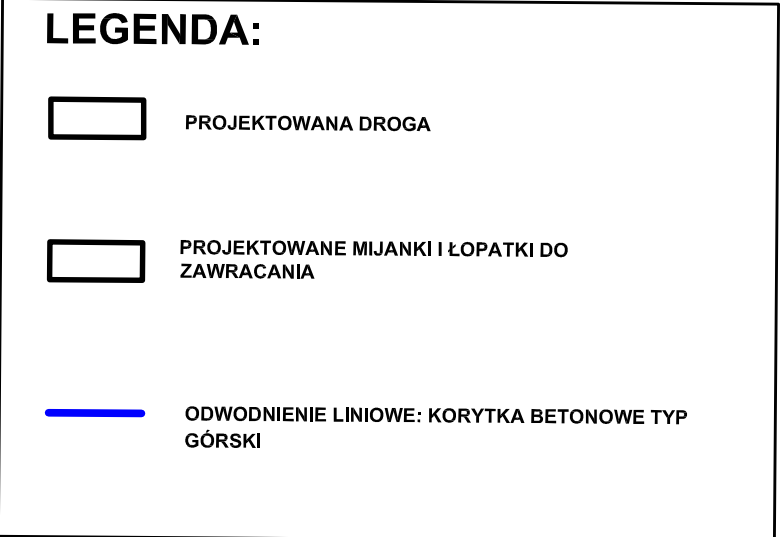 LEGENDA:
PROJEKTOWANA DROGA
PROJEKTOWANE MIJANKI I ŁOPATKI DO
ZAWRACANIA
ODWODNIENIE LINIOWE: KORYTKA BETONOWE TYP
GÓRSKI